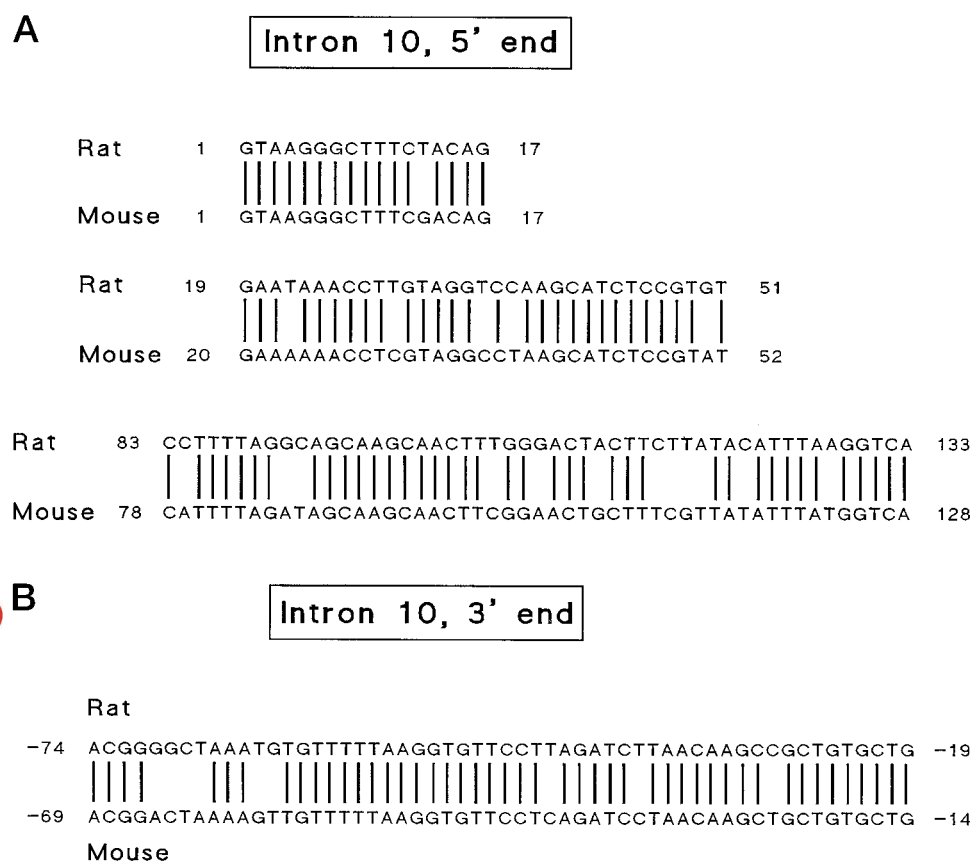 A
Intron 10, 5' end
Rat 1 GTAAGGGCTTTCTACAG 17
Mouse 1 GTAAGGGCTTTCGACAG 17
Rat 19 GAATAAACCTTGTAGGTCCAAGCATCTCCGTGT 51
Mouse 20 GAAAAAACCTCGTAGGCCTAAGCATCTCCGTAT 52
Rat 83 CCTTTTAGGCAGCAAGCAACTTTGGGACTACTTCTTATACATTTAAGGTCA 133
Mouse 78 CATTTTAGATAGCAAGCAACTTCGGAACTGCTTTCGTTATATTTATGGTCA 128
B
Intron 10, 3' end
Rat
-74 ACGGGGCTAAATGTGTTTTTAAGGTGTTCCTTAGATCTTAACAAGCCGCTGTGCTG -19
-69 ACGGACTAAAAGTTGTTTTTAAGGTGTTCCTCAGATCCTAACAAGCTGCTGTGCTG -14
Mouse